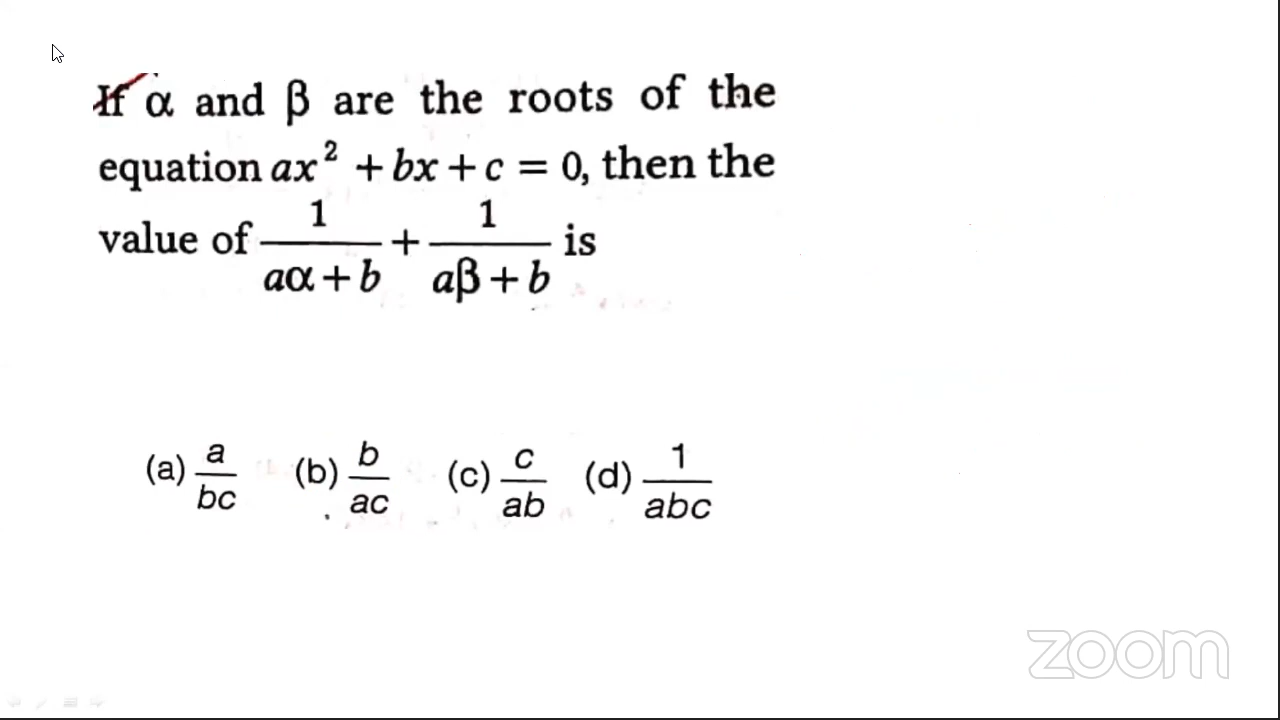 If α and β are the roots of the
equation ax² + bx + c = 0, then the
value of 1/(aα + b) + 1/(aβ + b) is
(a) a/bc (b) b/ac (c) c/ab (d) 1/abc
zoom